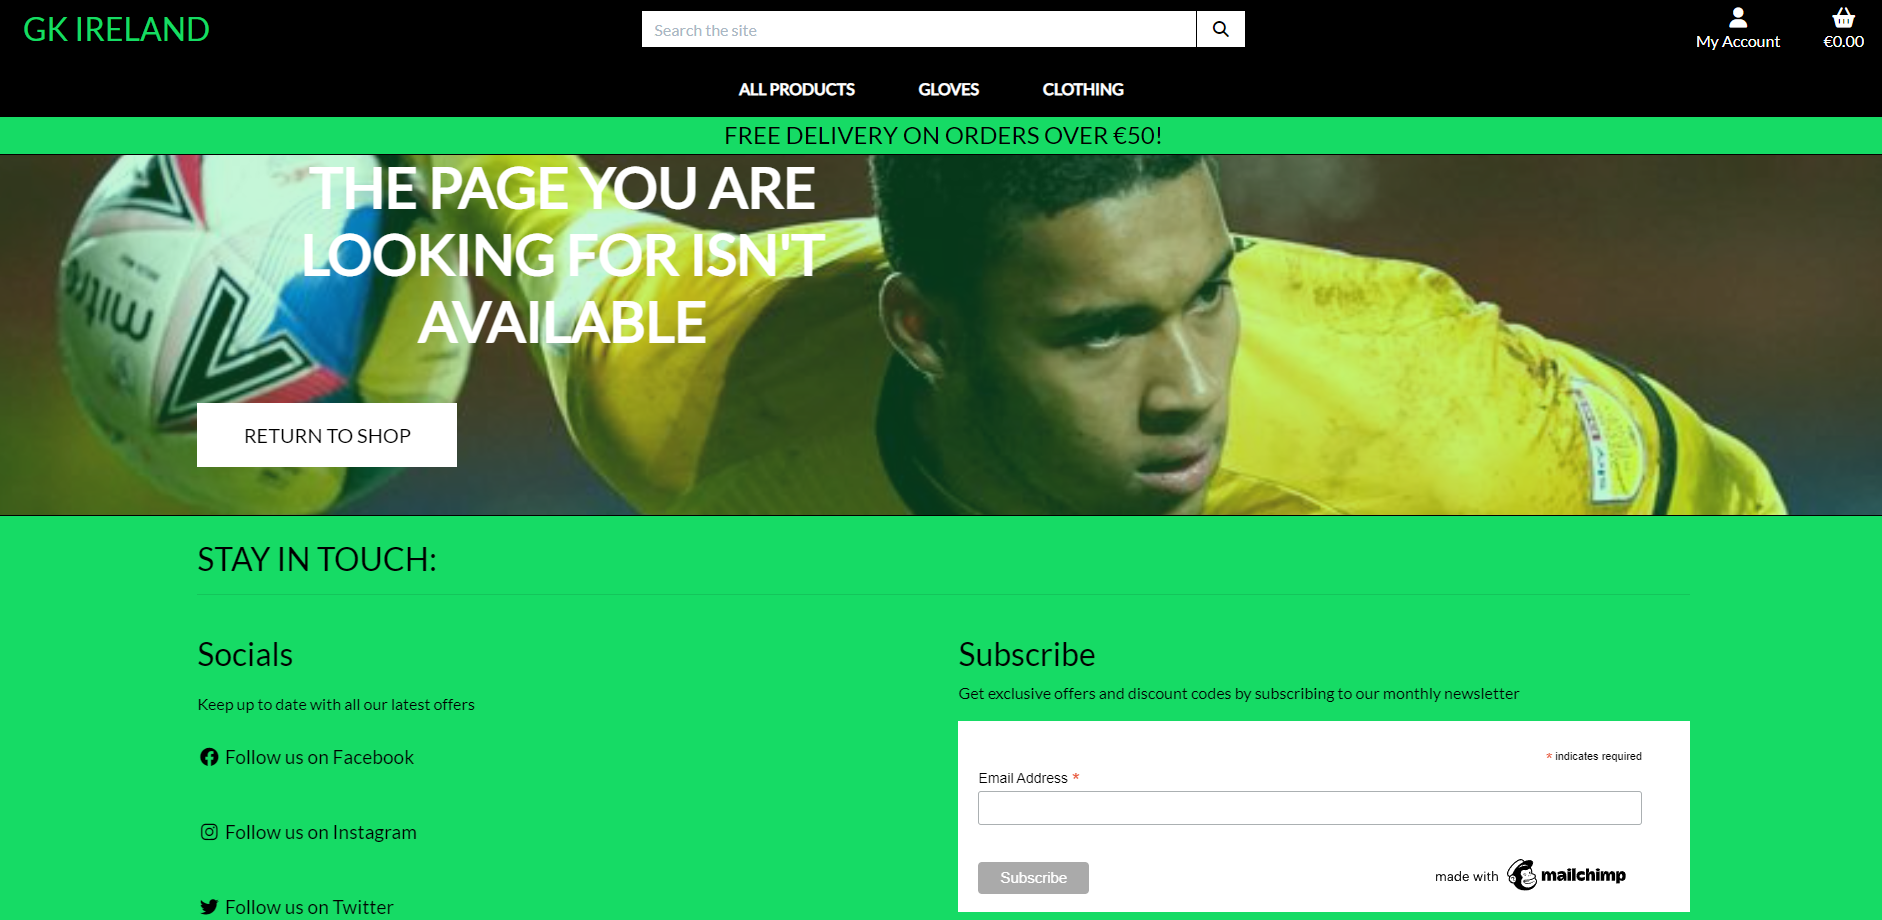 GK IRELAND
Search the site
My Account
€0.00
ALL PRODUCTS
GLOVES
CLOTHING
FREE DELIVERY ON ORDERS OVER €50!
THE PAGE YOU ARE
LOOKING FOR ISN'T
AVAILABLE
mitre
RETURN TO SHOP
STAY IN TOUCH:
Socials
Keep up to date with all our latest offers
Follow us on Facebook
Follow us on Instagram
Follow us on Twitter
Subscribe
Get exclusive offers and discount codes by subscribing to our monthly newsletter
* indicates required
Email Address *
Subscribe
made with mailchimp